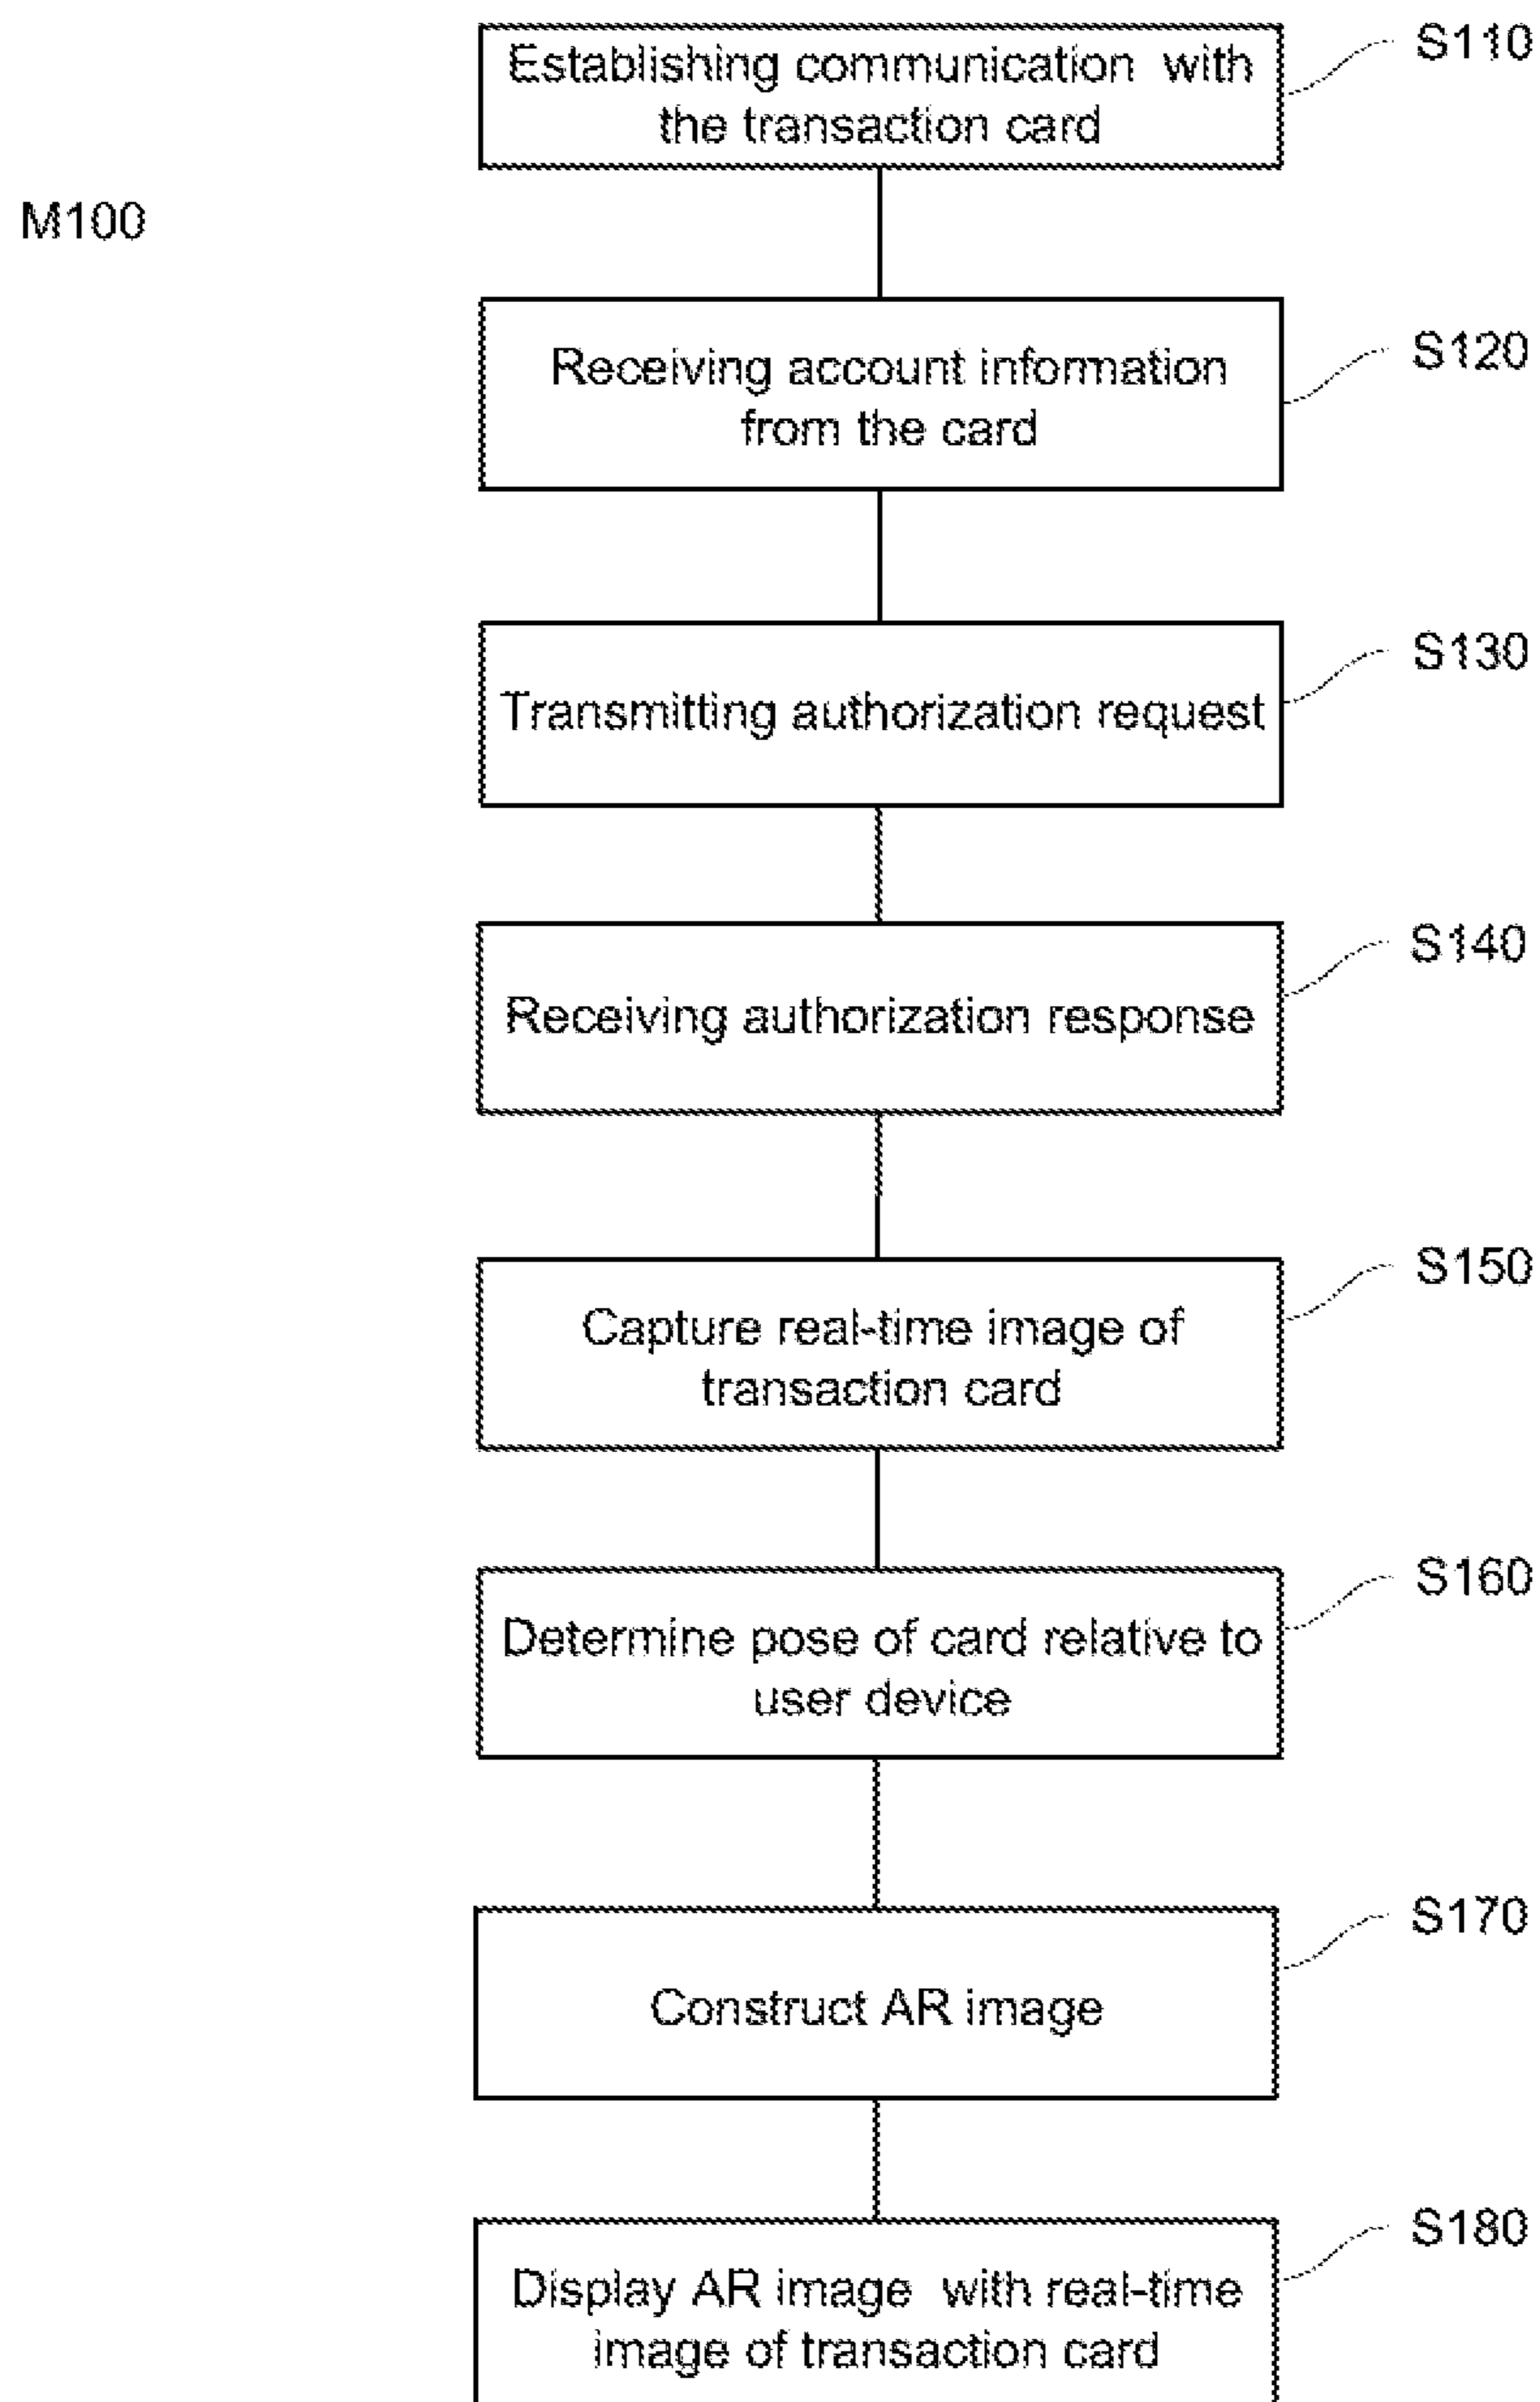 Establishing communication with
the transaction card
S110
M100
Receiving account information
from the card
S120
Transmitting authorization request
S130
Receiving authorization response
S140
Capture real-time image of
transaction card
S150
Determine pose of card relative to
user device
S160
Construct AR image
S170
Display AR image with real-time
image of transaction card
S180